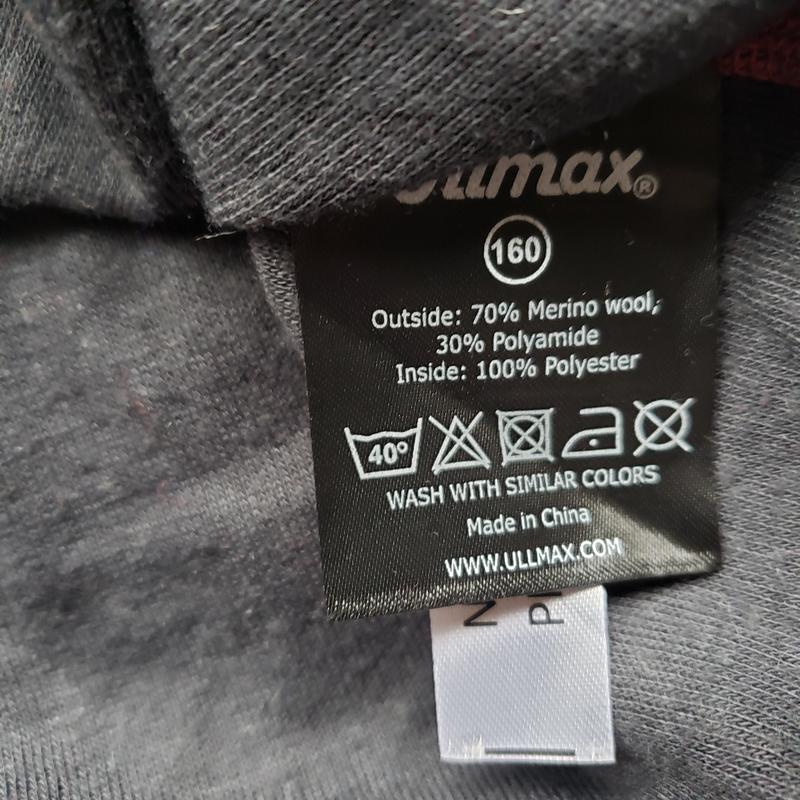 Ullmax®
160
Outside: 70% Merino wool,
30% Polyamide
Inside: 100% Polyester
40°
WASH WITH SIMILAR COLORS
Made in China
WWW.ULLMAX.COM